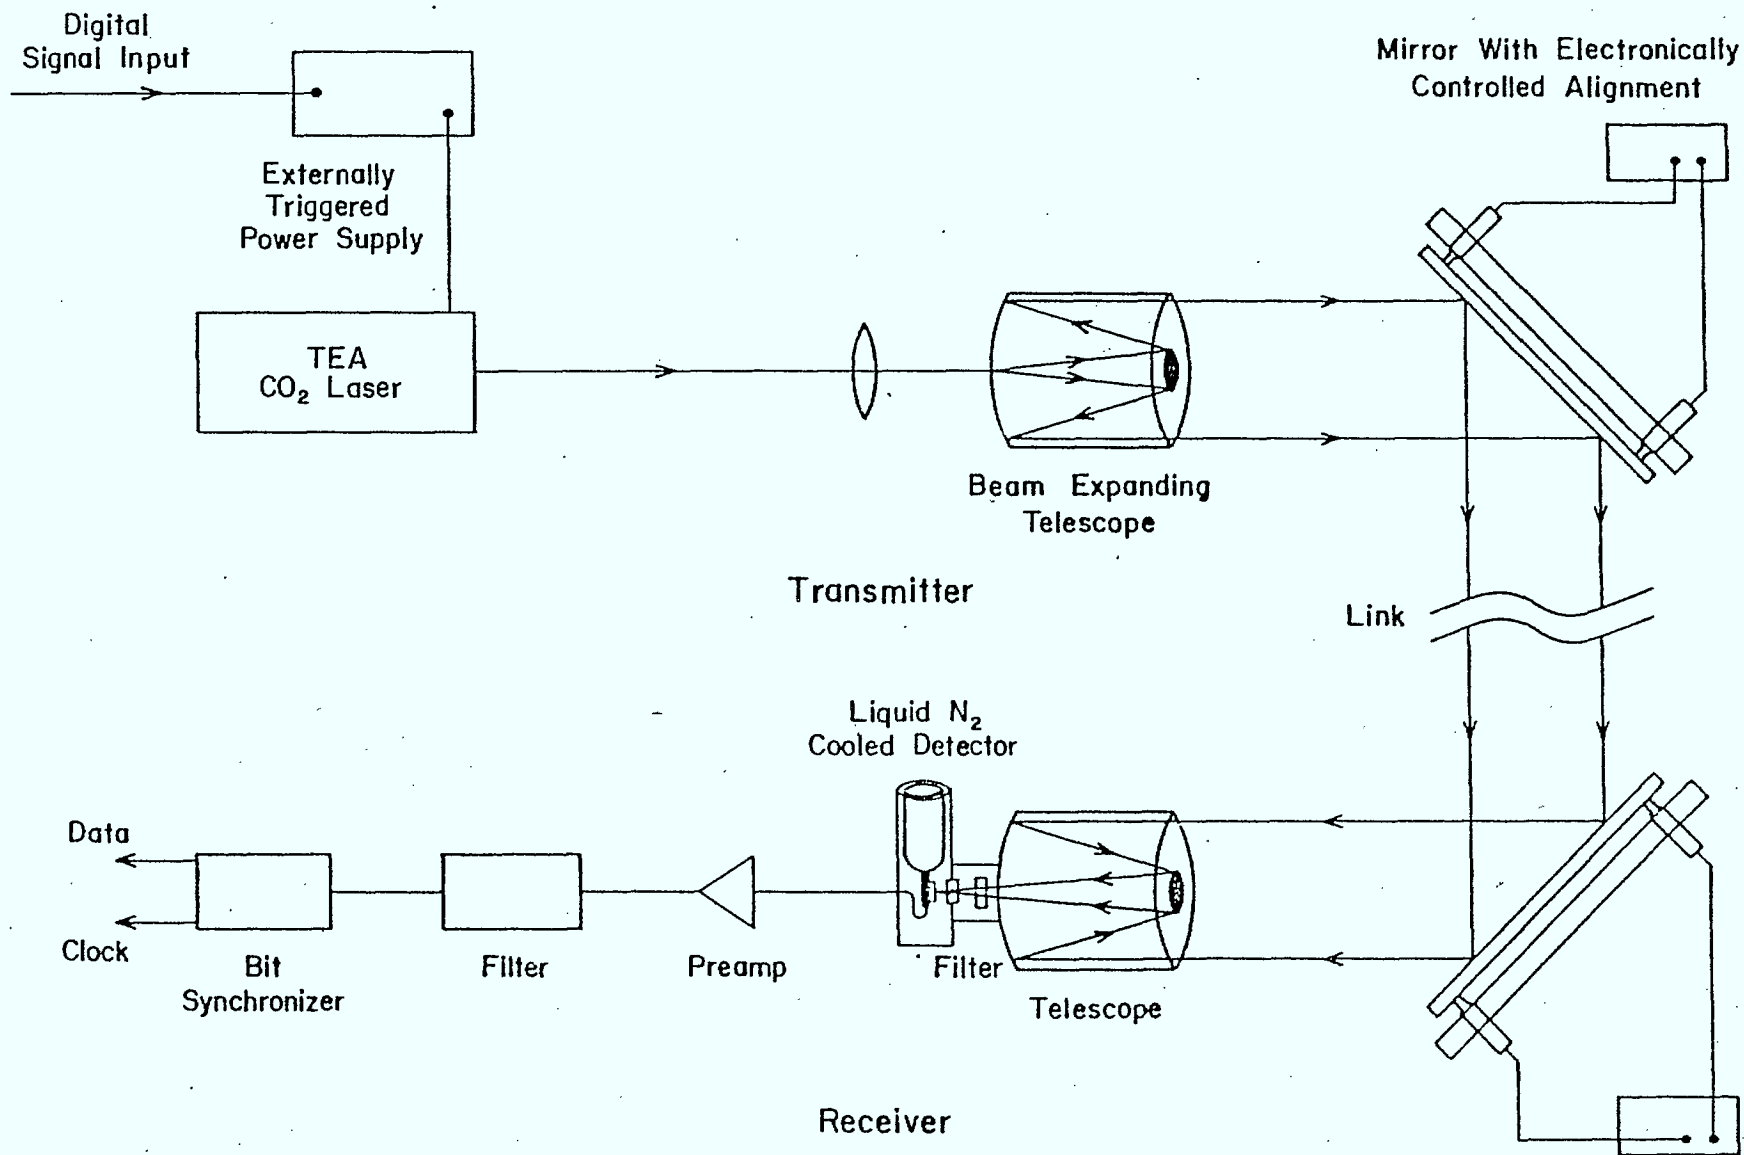 Digital
Signal Input
Mirror With Electronically
Controlled Alignment
Externally
Triggered
Power Supply
TEA
CO₂ Laser
Beam Expanding
Telescope
Transmitter
Link
Liquid N₂
Cooled Detector
Data
Clock
Bit
Synchronizer
Filter
Preamp
Filter
Telescope
Receiver